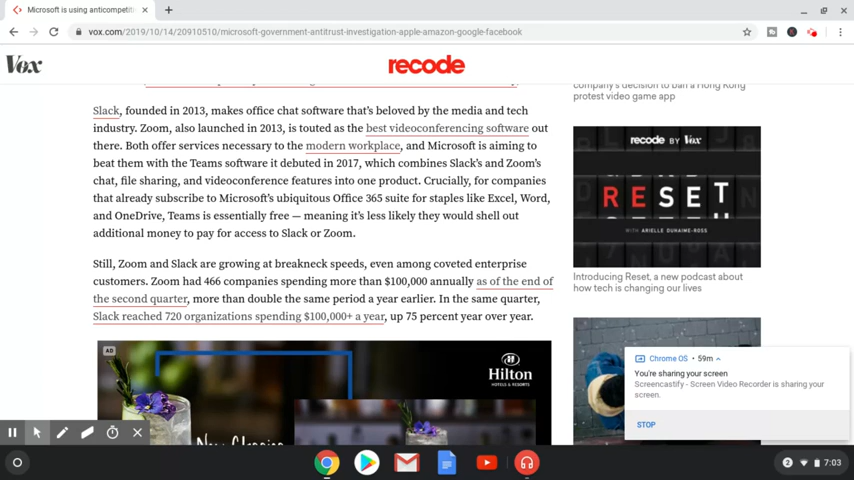 Microsoft is using anticompetiti
vox.com/2019/10/14/20910510/microsoft-government-antitrust-investigation-apple-amazon-google-facebook
Vox
recode
Slack, founded in 2013, makes office chat software that's beloved by the media and tech
industry. Zoom, also launched in 2013, is touted as the best videoconferencing software out
there. Both offer services necessary to the modern workplace, and Microsoft is aiming to
beat them with the Teams software it debuted in 2017, which combines Slack's and Zoom's
chat, file sharing, and videoconference features into one product. Crucially, for companies
that already subscribe to Microsoft's ubiquitous Office 365 suite for staples like Excel, Word,
and OneDrive, Teams is essentially free — meaning it's less likely they would shell out
additional money to pay for access to Slack or Zoom.
Still, Zoom and Slack are growing at breakneck speeds, even among coveted enterprise
customers. Zoom had 466 companies spending more than $100,000 annually as of the end of
the second quarter, more than double the same period a year earlier. In the same quarter,
Slack reached 720 organizations spending $100,000+ a year, up 75 percent year over year.
AD
Hilton
HOTELS & RESORTS
company's decision to ban a Hong Kong
protest video game app
recode BY Vox
RESET
WITH ARIELLE DUHAIME-ROSS
Introducing Reset, a new podcast about
how tech is changing our lives
Chrome OS • 59m
You're sharing your screen
Screencastify - Screen Video Recorder is sharing your
screen.
STOP
2
7:03